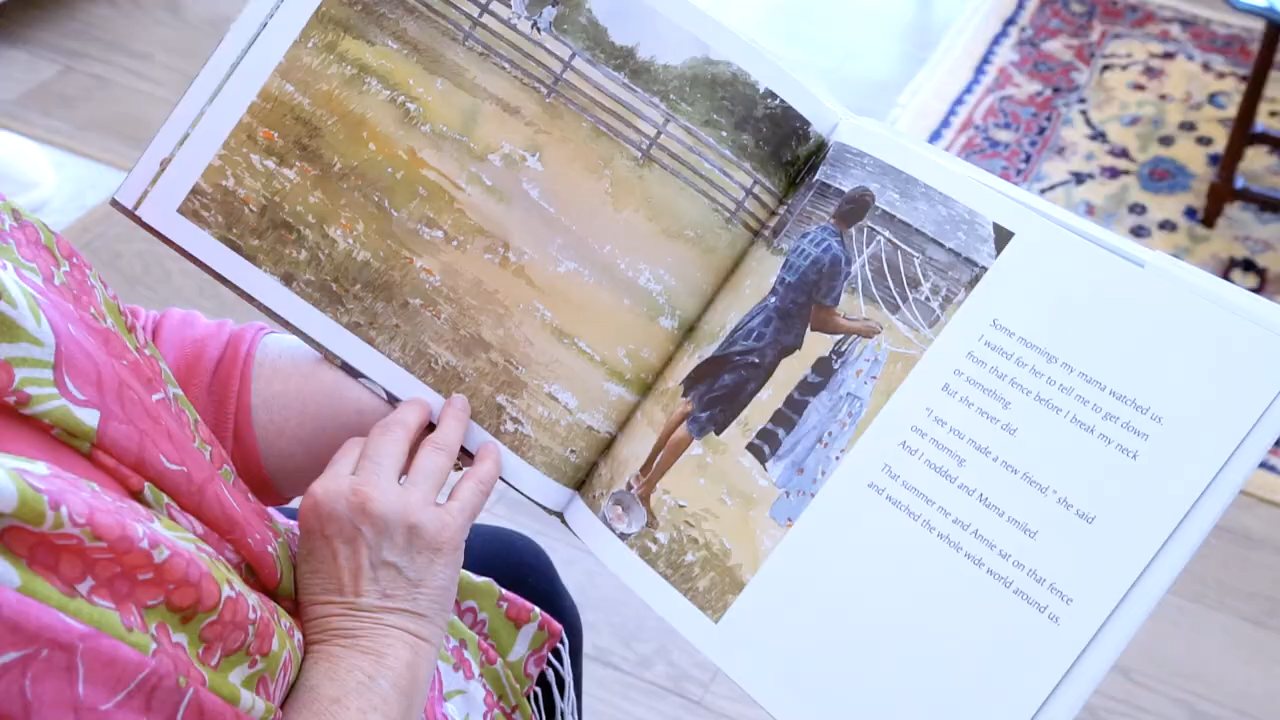 Some mornings my mama watched us.
I waited for her to tell me to get down
from that fence before I break my neck
or something.
But she never did.
"I see you made a new friend," she said
one morning.
And I nodded and Mama smiled.
That summer me and Annie sat on that fence
and watched the whole wide world around us.